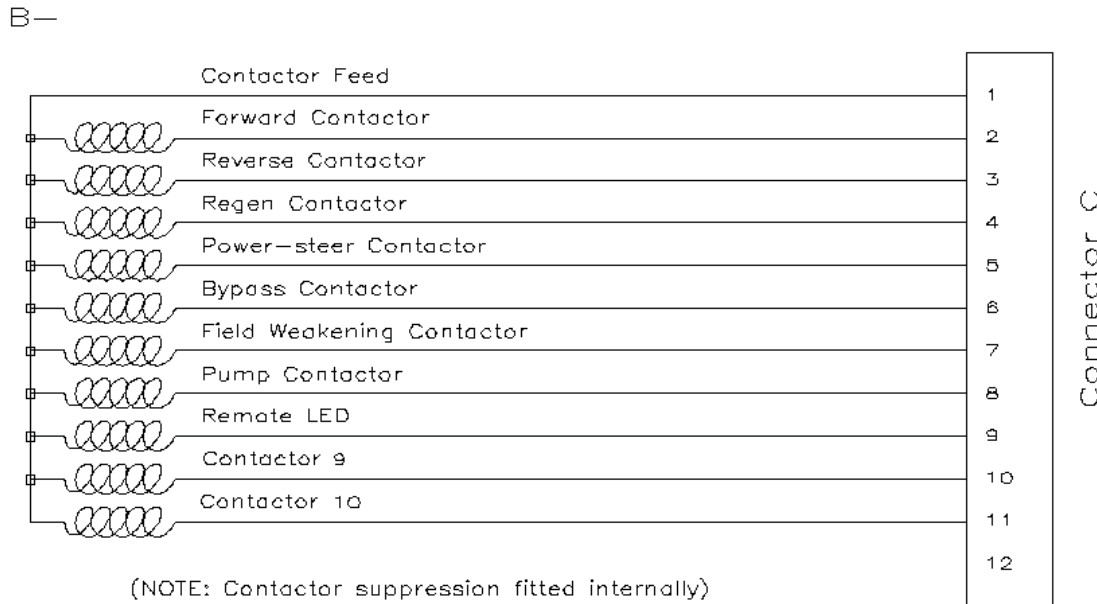 B—
Contactor Feed
1
Forward Contactor
2
Reverse Contactor
3
Regen Contactor
4
Power-steer Contactor
5
Bypass Contactor
6
Field Weakening Contactor
7
Pump Contactor
8
Remote LED
9
Contactor 9
10
Contactor 10
11
12
Connector C
(NOTE: Contactor suppression fitted internally)